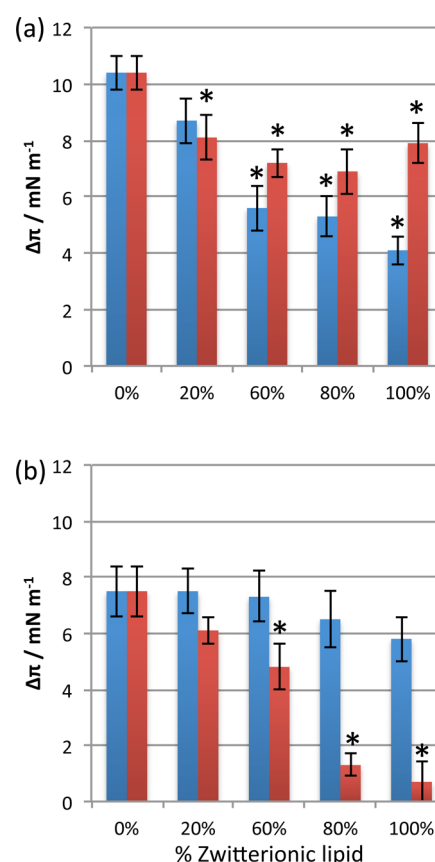 (a)
12
10
8
6
4
2
0
Δπ / mN m⁻¹
* * * * * * *
0% 20% 60% 80% 100%
(b)
12
10
8
6
4
2
0
Δπ / mN m⁻¹
* * *
0% 20% 60% 80% 100%
% Zwitterionic lipid